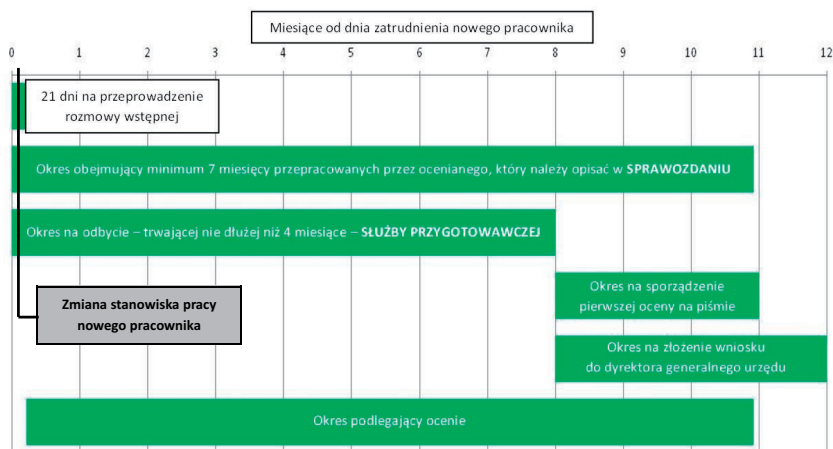 Miesiące od dnia zatrudnienia nowego pracownika
0 1 2 3 4 5 6 7 8 9 10 11 12
21 dni na przeprowadzenie
rozmowy wstępnej
Okres obejmujący minimum 7 miesięcy przepracowanych przez ocenianego, który należy opisać w SPRAWOZDANIU
Okres na odbycie – trwającej nie dłużej niż 4 miesiące – SŁUŻBY PRZYGOTOWAWCZEJ
Zmiana stanowiska pracy
nowego pracownika
Okres na sporządzenie
pierwszej oceny na piśmie
Okres na złożenie wniosku
do dyrektora generalnego urzędu
Okres podlegający ocenie